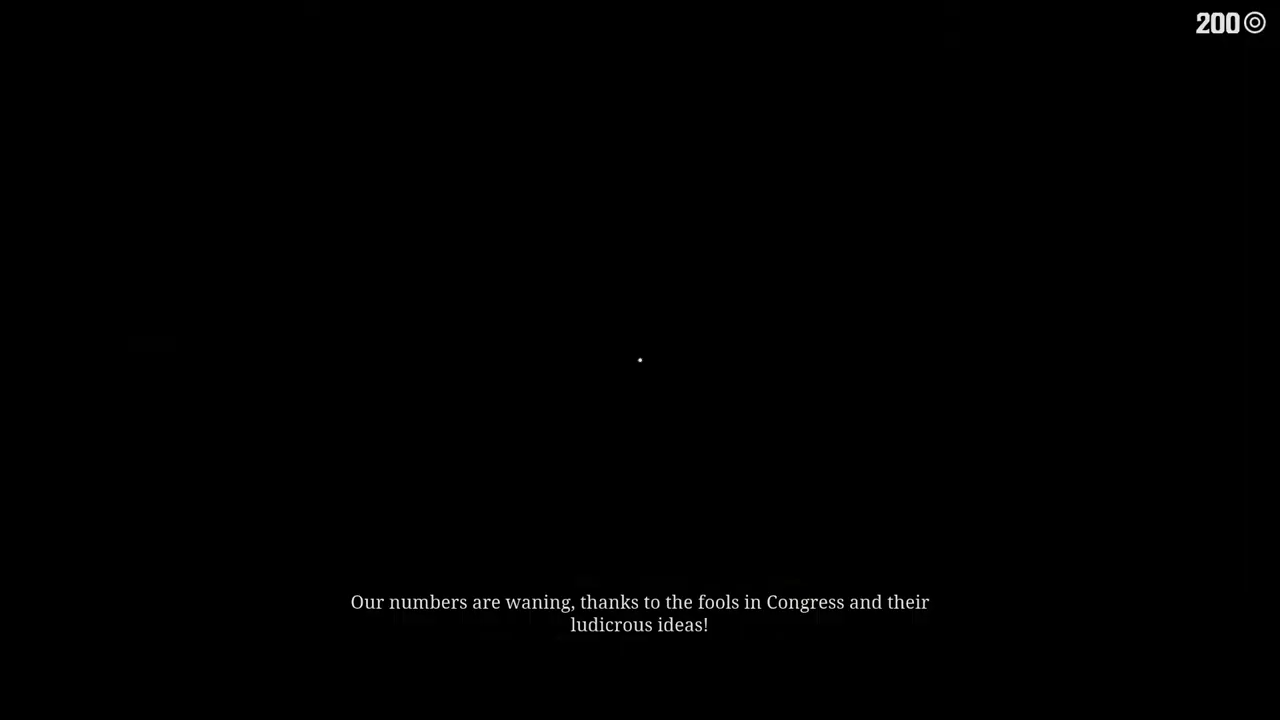 200
Our numbers are waning, thanks to the fools in Congress and their
ludicrous ideas!